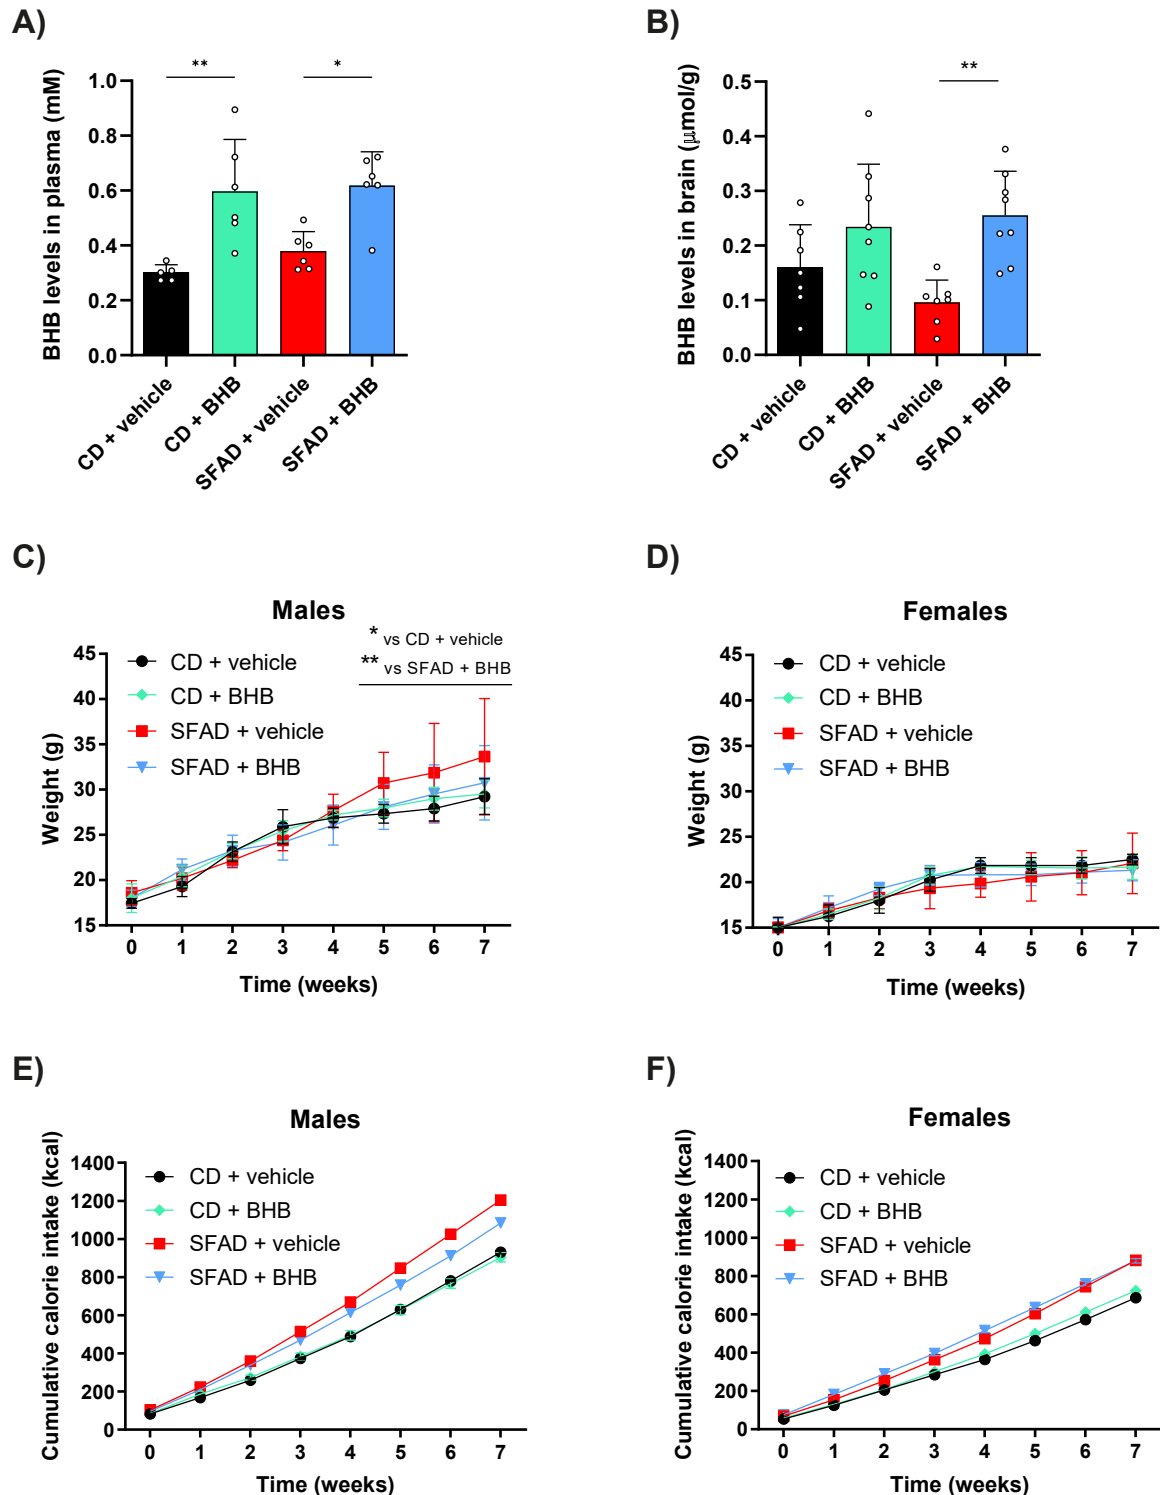 A)
B)
BHB levels in plasma (mM)
1.0
0.8
0.6
0.4
0.2
0.0
**
*
CD + vehicle
CD + BHB
SFAD + vehicle
SFAD + BHB
BHB levels in brain (μmol/g)
0.5
0.4
0.3
0.2
0.1
0.0
**
CD + vehicle
CD + BHB
SFAD + vehicle
SFAD + BHB
C)
D)
Males
* vs CD + vehicle
** vs SFAD + BHB
CD + vehicle
CD + BHB
SFAD + vehicle
SFAD + BHB
Weight (g)
45
40
35
30
25
20
15
0 1 2 3 4 5 6 7
Time (weeks)
Females
CD + vehicle
CD + BHB
SFAD + vehicle
SFAD + BHB
Weight (g)
45
40
35
30
25
20
15
0 1 2 3 4 5 6 7
Time (weeks)
E)
F)
Males
CD + vehicle
CD + BHB
SFAD + vehicle
SFAD + BHB
Cumulative calorie intake (kcal)
1400
1200
1000
800
600
400
200
0
0 1 2 3 4 5 6 7
Time (weeks)
Females
CD + vehicle
CD + BHB
SFAD + vehicle
SFAD + BHB
Cumulative calorie intake (kcal)
1400
1200
1000
800
600
400
200
0
0 1 2 3 4 5 6 7
Time (weeks)